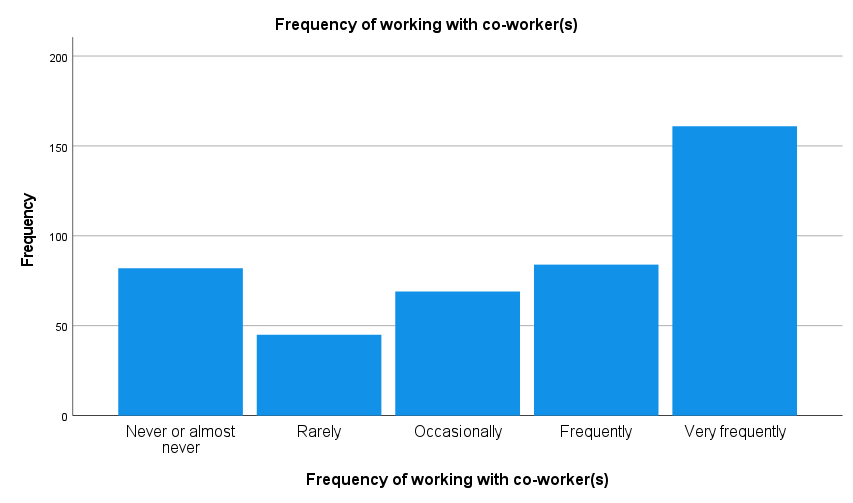 Frequency of working with co-worker(s)
200
150
100
50
0
Frequency
Never or almost
never
Rarely
Occasionally
Frequently
Very frequently
Frequency of working with co-worker(s)